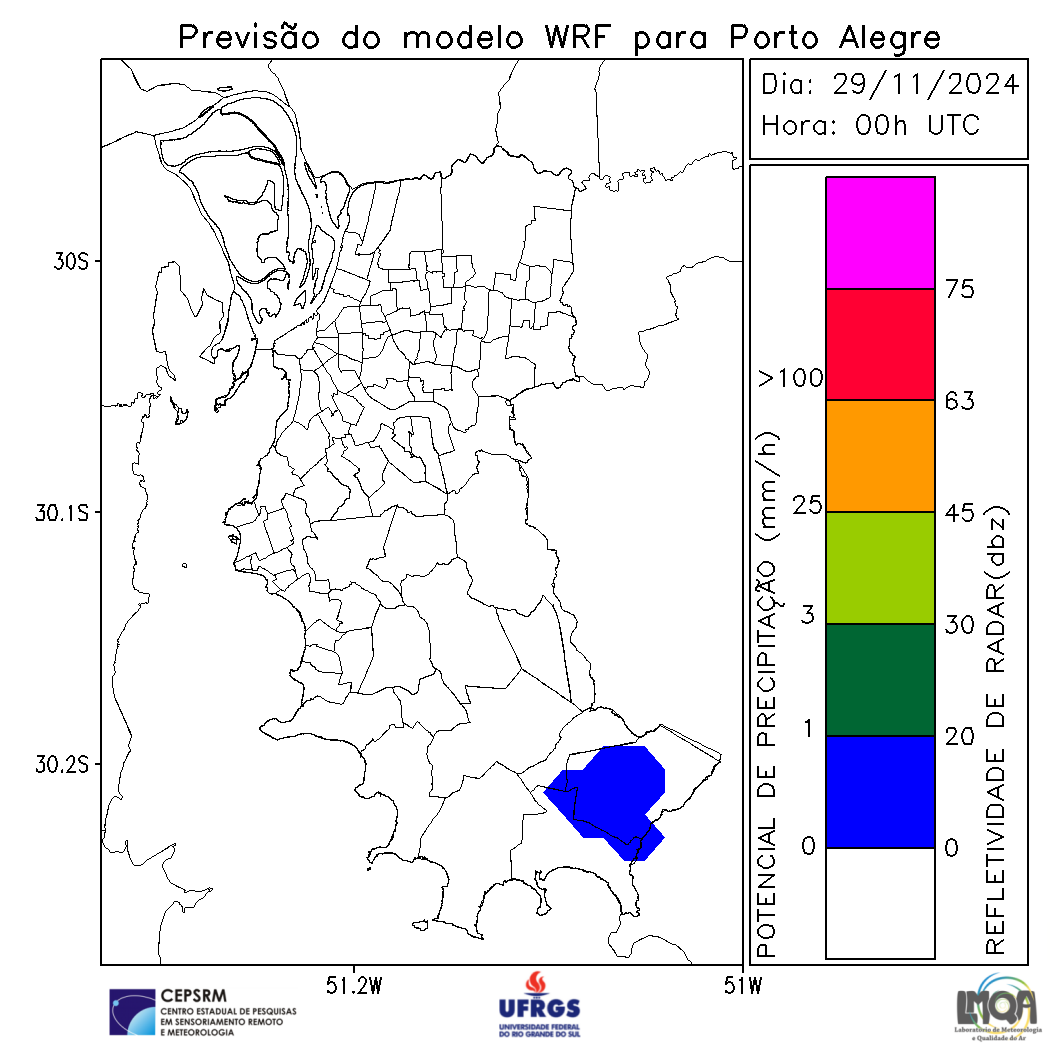 Previsão do modelo WRF para Porto Alegre
Dia: 29/11/2024
Hora: 00h UTC
30S
30.1S
30.2S
51.2W
51W
POTENCIAL DE PRECIPITAÇÃO (mm/h)
>100
25
3
1
0
75
63
45
30
20
0
REFLETIVIDADE DE RADAR(dbz)
CEPSRM
CENTRO ESTADUAL DE PESQUISAS
EM SENSORIAMENTO REMOTO
E METEOROLOGIA
UFRGS
UNIVERSIDADE FEDERAL
DO RIO GRANDE DO SUL
LMQA
Laboratório de Meteorologia
e Qualidade do Ar